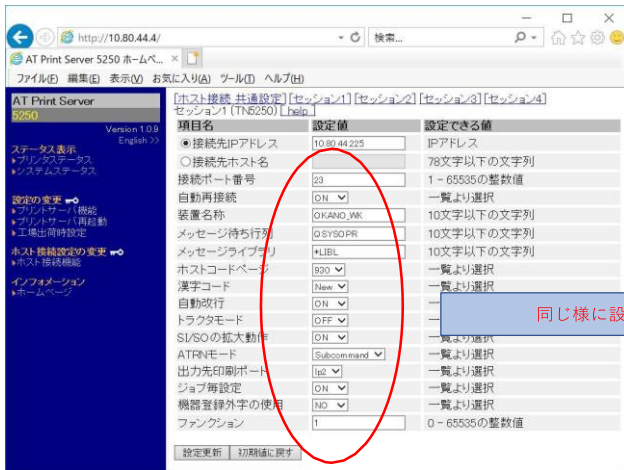 http://10.80.44.4/
検索...
AT Print Server 5250 ホームペ...
ファイル(F) 編集(E) 表示(V) お気に入り(A) ツール(T) ヘルプ(H)
AT Print Server
5250
Version 1.0.9
English >>
ステータス表示
プリンタステータス
システムステータス
設定の変更
プリントサーバ機能
プリントサーバ再起動
工場出荷時設定
ホスト接続設定の変更
ホスト接続機能
インフォメーション
ホームページ
[ホスト接続 共通設定] [セッション1] [セッション2] [セッション3] [セッション4]
セッション1 (TN5250) [ help ]
項目名 設定値 設定できる値
接続先IPアドレス 10.80.44.225 IPアドレス
接続先ホスト名 78文字以下の文字列
接続ポート番号 23 1 - 65535の整数値
自動再接続 ON 一覧より選択
装置名称 OKANO_WK 10文字以下の文字列
メッセージ待ち行列 QSYSOPR 10文字以下の文字列
メッセージライブラリ *LIBL 10文字以下の文字列
ホストコードページ 930 一覧より選択
漢字コード New 一覧より選択
自動改行 ON 一覧
トラクタモード OFF 一覧
同じ様に設
SI/SOの拡大動作 ON 一覧より選択
ATRNモード Subcommand 一覧より選択
出力先印刷ポート lp2 一覧より選択
ジョブ毎設定 ON 一覧より選択
機器登録外字の使用 NO 一覧より選択
ファンクション 1 0 - 65535の整数値
設定更新 初期値に戻す